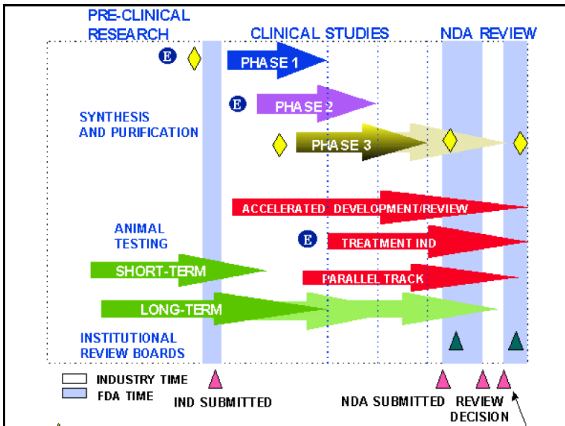 PRE-CLINICAL
RESEARCH
CLINICAL STUDIES
NDA REVIEW
E
PHASE 1
E
PHASE 2
SYNTHESIS
AND PURIFICATION
PHASE 3
ACCELERATED DEVELOPMENT/REVIEW
ANIMAL
TESTING
E
TREATMENT IND
SHORT-TERM
PARALLEL TRACK
LONG-TERM
INSTITUTIONAL
REVIEW BOARDS
INDUSTRY TIME
FDA TIME
IND SUBMITTED
NDA SUBMITTED
REVIEW
DECISION